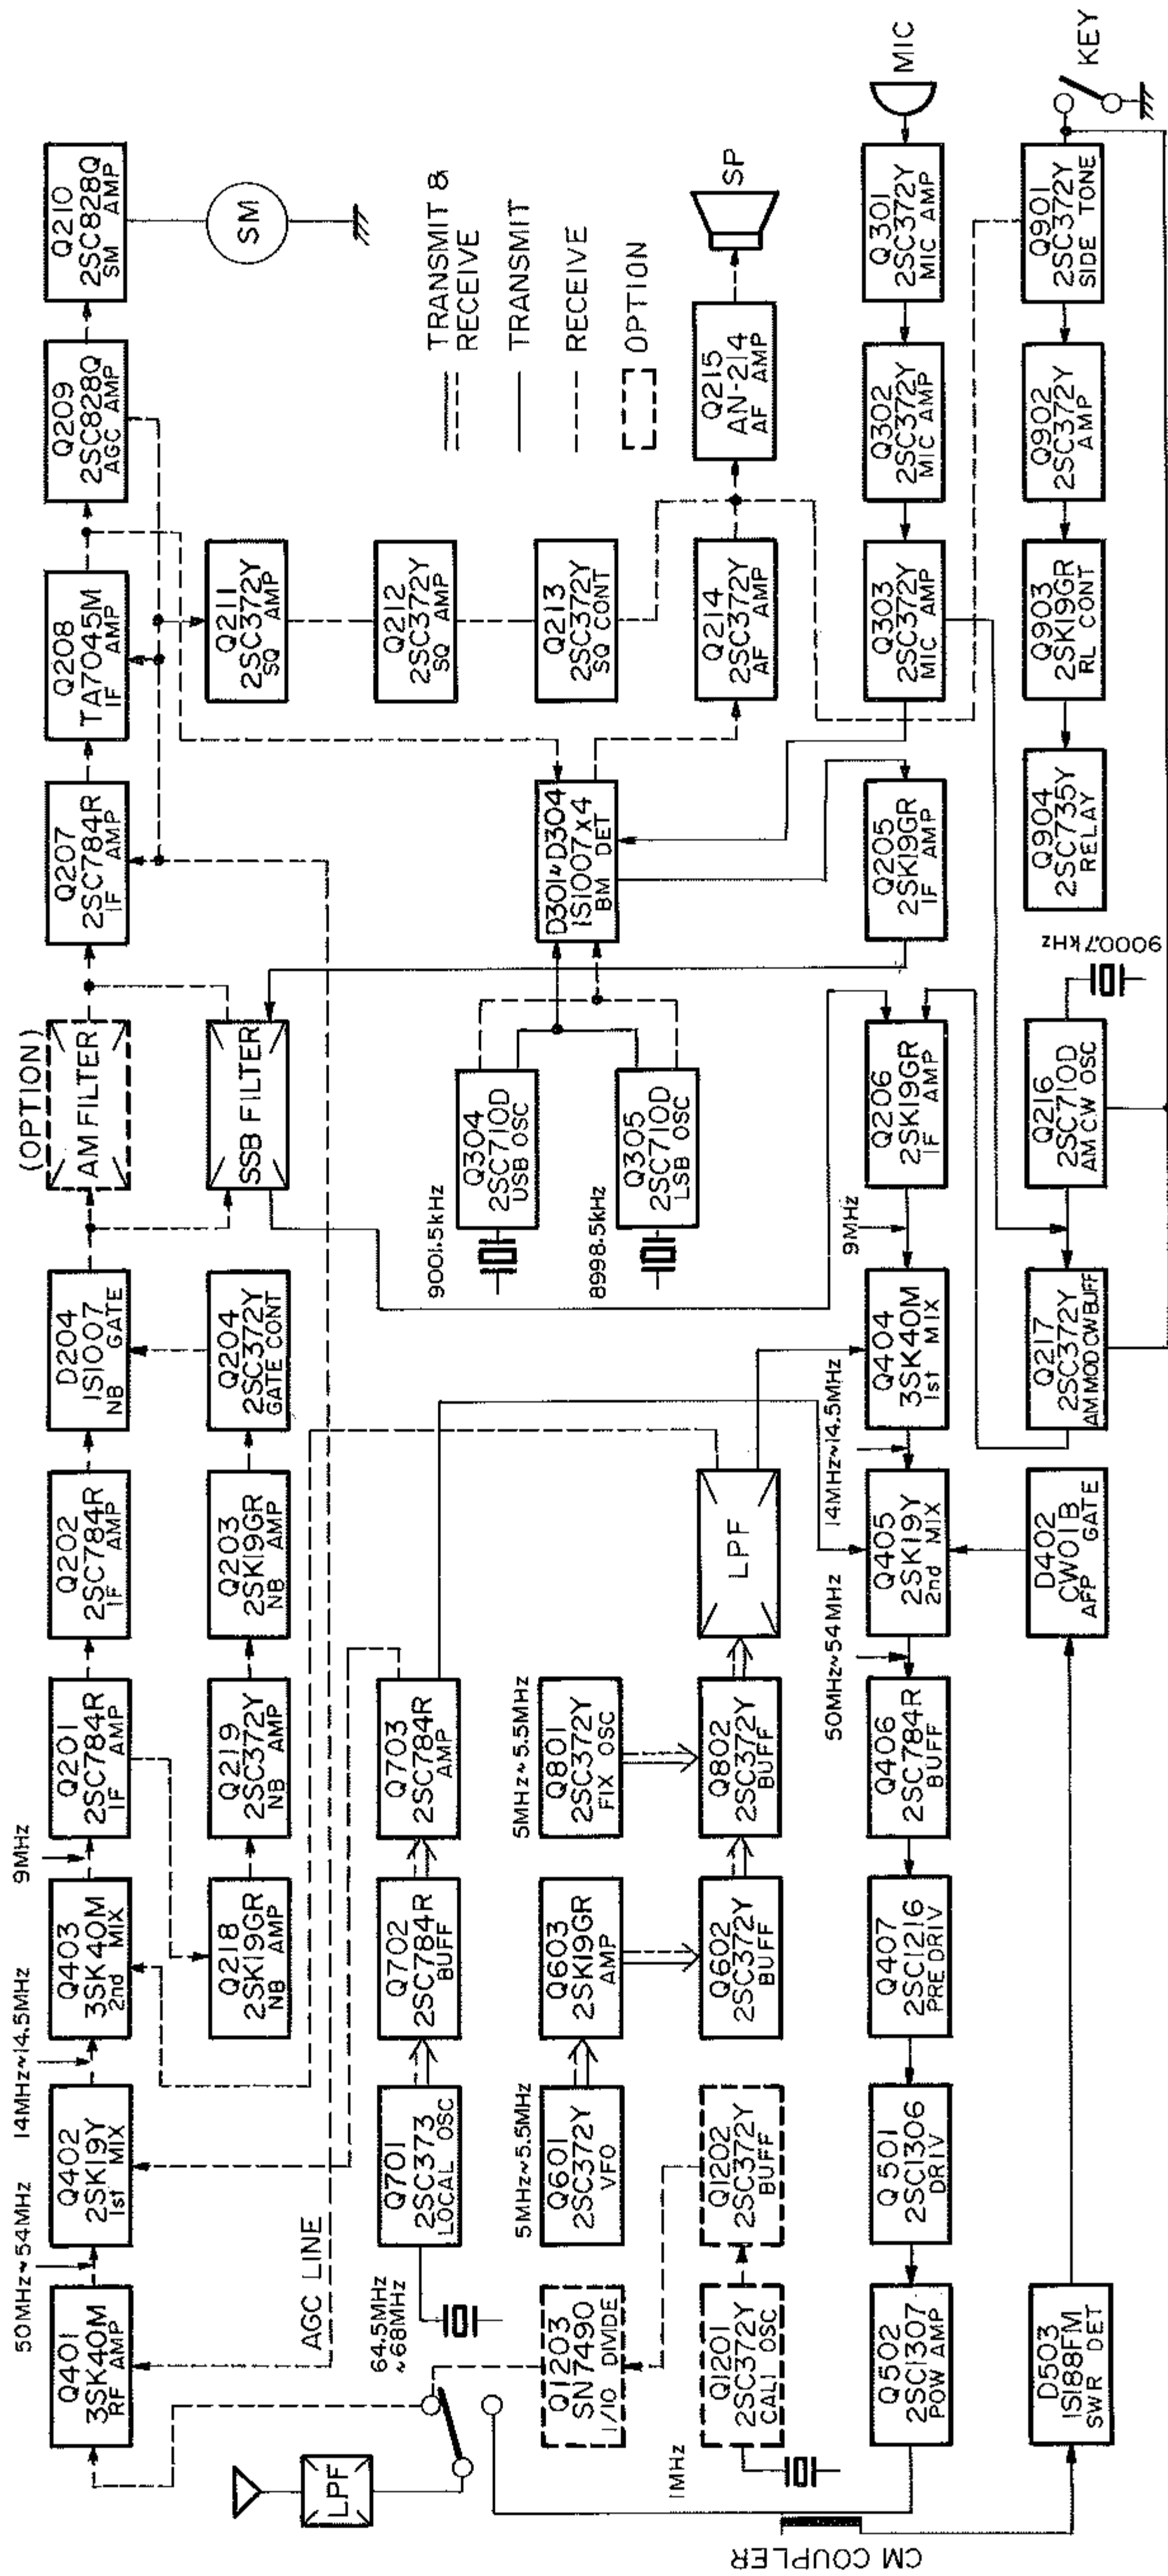 50MHz~54MHz
14MHz~14.5MHz
9MHz
(OPTION)
Q401
3SK40M
RF AMP
Q402
2SK19Y
1st MIX
Q403
3SK40M
2nd MIX
Q201
2SC784R
IF AMP
Q202
2SC784R
IF AMP
D204
1S1007
NB GATE
AM FILTER
Q207
2SC784R
IF AMP
Q208
TA7045M
IF AMP
Q209
2SC828Q
AGC AMP
Q210
2SC828Q
SM AMP
Q218
2SK19GR
NB AMP
Q219
2SC372Y
NB AMP
Q203
2SK19GR
NB AMP
Q204
2SC372Y
GATE CONT
SSB FILTER
Q211
2SC372Y
SQ AMP
SM
LPF
AGC LINE
64.5MHz
~68MHz
Q701
2SC373
LOCAL OSC
Q702
2SC784R
BUFF
Q703
2SC784R
AMP
Q212
2SC372Y
SQ AMP
TRANSMIT &
RECEIVE
TRANSMIT
RECEIVE
OPTION
9001.5kHz
Q304
2SC710D
USB OSC
Q1203
SN7490
1/10 DIVIDE
5MHz~5.5MHz
Q601
2SC372Y
VFO
Q603
2SK19GR
AMP
5MHz~5.5MHz
Q801
2SC372Y
FIX OSC
D301~D304
1S1007x4
BM DET
Q213
2SC372Y
SQ CONT
8998.5kHz
Q305
2SC710D
LSB OSC
1MHz
Q1201
2SC372Y
CALI OSC
Q1202
2SC372Y
BUFF
Q602
2SC372Y
BUFF
Q802
2SC372Y
BUFF
LPF
Q214
2SC372Y
AF AMP
Q215
AN-214
AF AMP
SP
50MHz~54MHz
14MHz~14.5MHz
9MHz
Q502
2SC1307
POW AMP
Q501
2SC1306
DRIV
Q407
2SC1216
PRE DRIV
Q406
2SC784R
BUFF
Q405
2SK19Y
2nd MIX
Q404
3SK40M
1st MIX
Q206
2SK19GR
IF AMP
Q205
2SK19GR
IF AMP
Q303
2SC372Y
MIC AMP
Q302
2SC372Y
MIC AMP
Q301
2SC372Y
MIC AMP
MIC
CM COUPLER
D503
1S188FM
SWR DET
D402
CW01B
AFP GATE
Q217
2SC372Y
AM MOD CW BUFF
Q216
2SC710D
AM CW OSC
9000.7kHz
Q904
2SC735Y
RELAY
Q903
2SK19GR
RL CONT
Q902
2SC372Y
AMP
Q901
2SC372Y
SIDE TONE
KEY